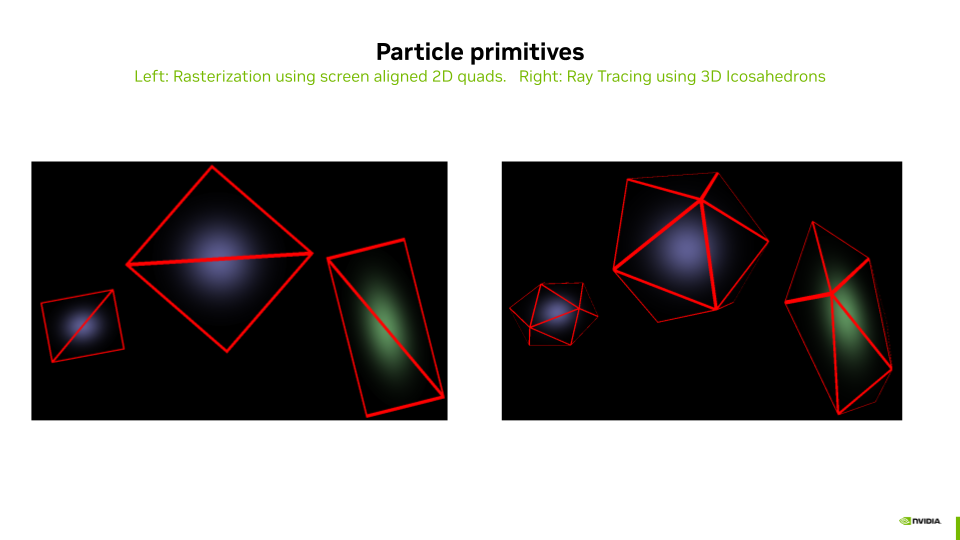 Particle primitives
Left: Rasterization using screen aligned 2D quads. Right: Ray Tracing using 3D Icosahedrons
NVIDIA